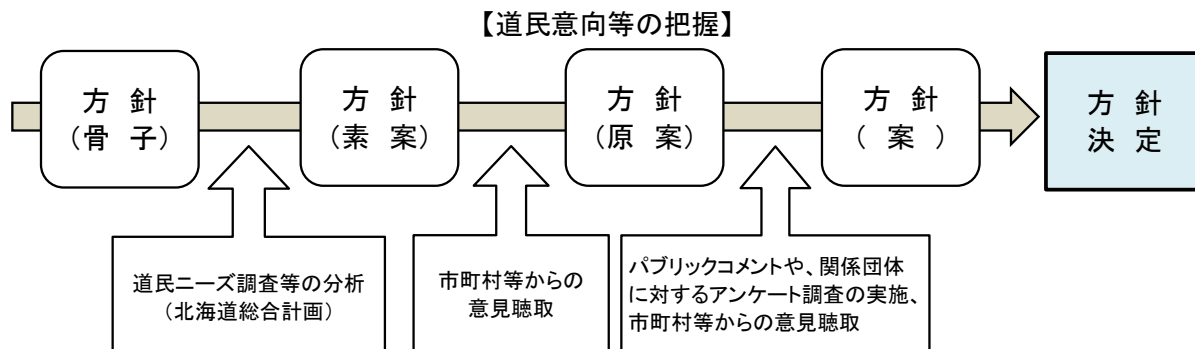 【道民意向等の把握】
方 針
（骨 子）
方 針
（素 案）
方 針
（原 案）
方 針
（ 案 ）
方 針
決 定
道民ニーズ調査等の分析
（北海道総合計画）
市町村等からの
意見聴取
パブリックコメントや、関係団体
に対するアンケート調査の実施、
市町村等からの意見聴取